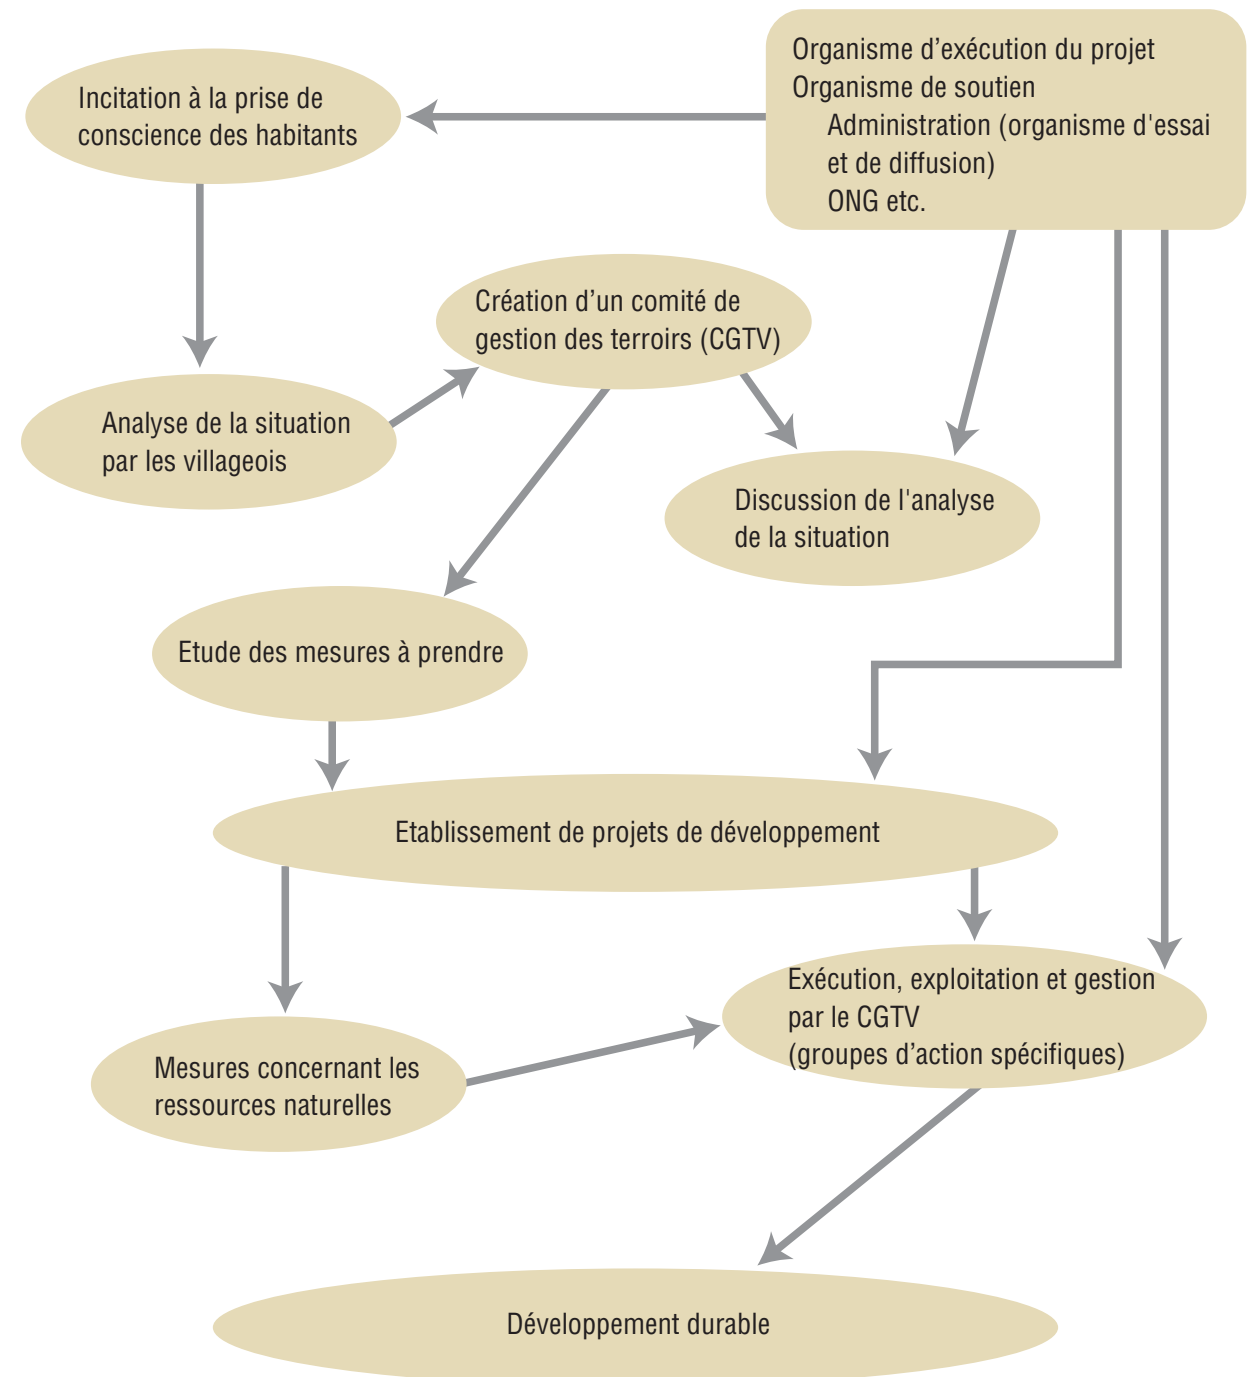 Organisme d’exécution du projet
Organisme de soutien
Administration (organisme d'essai
et de diffusion)
ONG etc.
Incitation à la prise de
conscience des habitants
Création d’un comité de
gestion des terroirs (CGTV)
Analyse de la situation
par les villageois
Discussion de l'analyse
de la situation
Etude des mesures à prendre
Etablissement de projets de développement
Exécution, exploitation et gestion
par le CGTV
(groupes d’action spécifiques)
Mesures concernant les
ressources naturelles
Développement durable